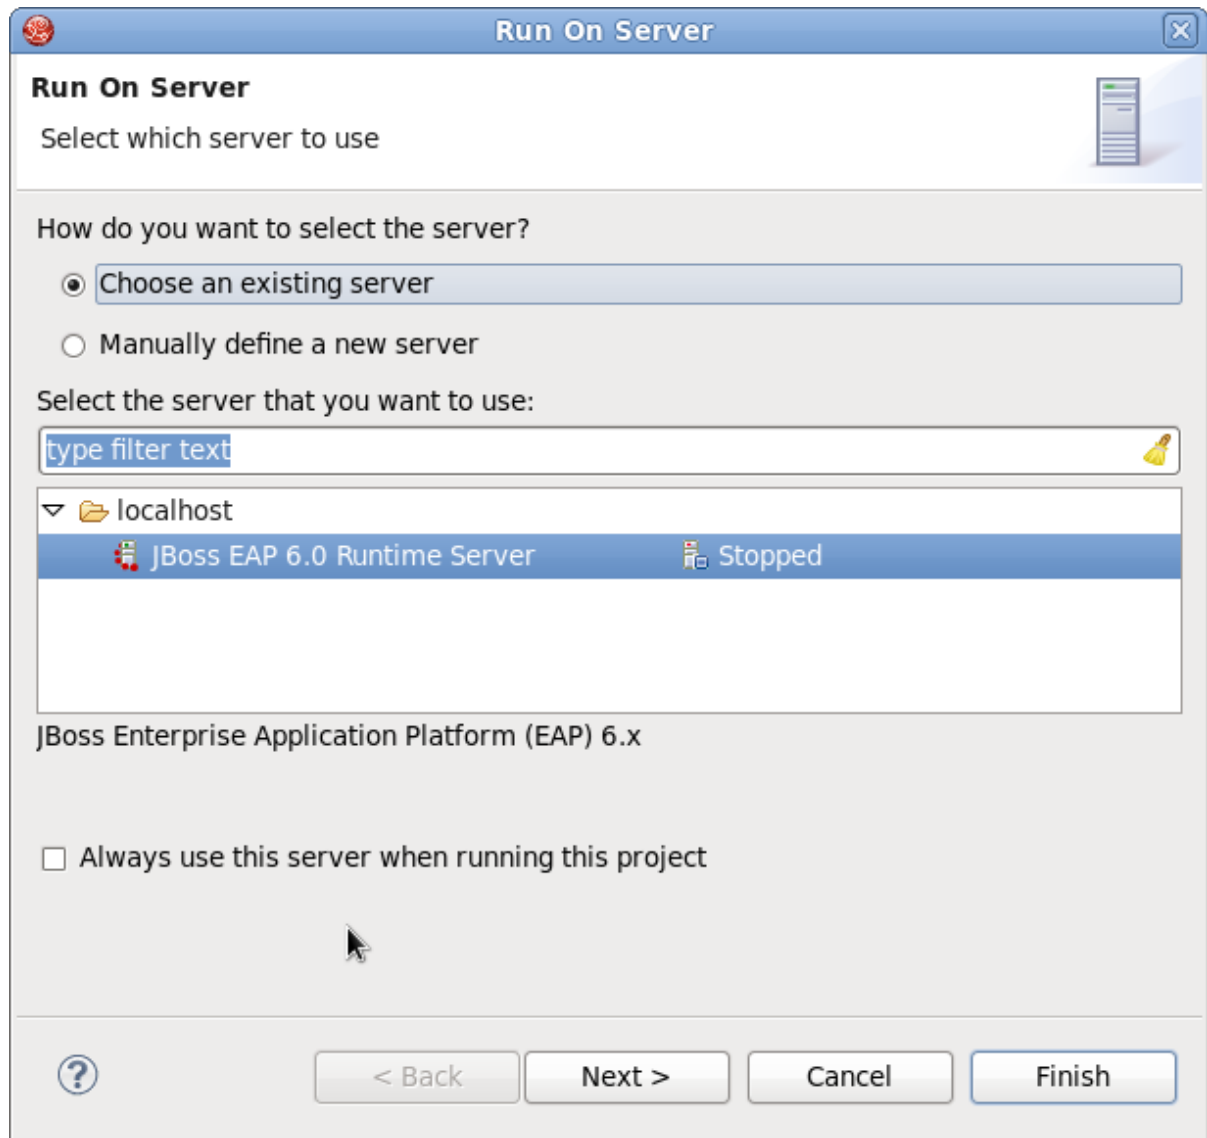 Run On Server
Run On Server
Select which server to use
How do you want to select the server?
Choose an existing server
Manually define a new server
Select the server that you want to use:
type filter text
localhost
JBoss EAP 6.0 Runtime Server Stopped
JBoss Enterprise Application Platform (EAP) 6.x
Always use this server when running this project
? < Back Next > Cancel Finish